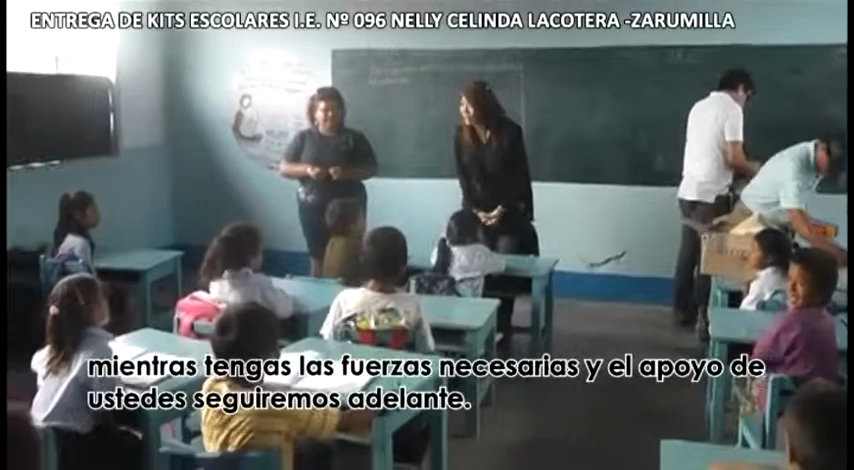 ENTREGA DE KITS ESCOLARES I.E. Nº 096 NELLY CELINDA LACOTERA -ZARUMILLA
mientras tengas las fuerzas necesarias y el apoyo de
ustedes seguiremos adelante.